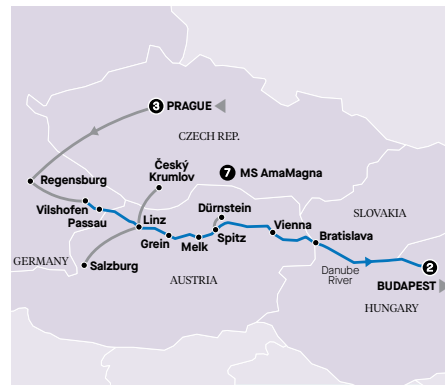 3 PRAGUE
CZECH REP.
Český
Krumlov
7 MS AmaMagna
Regensburg
Vilshofen
Passau
Dürnstein
SLOVAKIA
Linz
Grein
Melk
Spitz
Vienna
Bratislava
GERMANY
Salzburg
AUSTRIA
Danube
River
2
BUDAPEST
HUNGARY